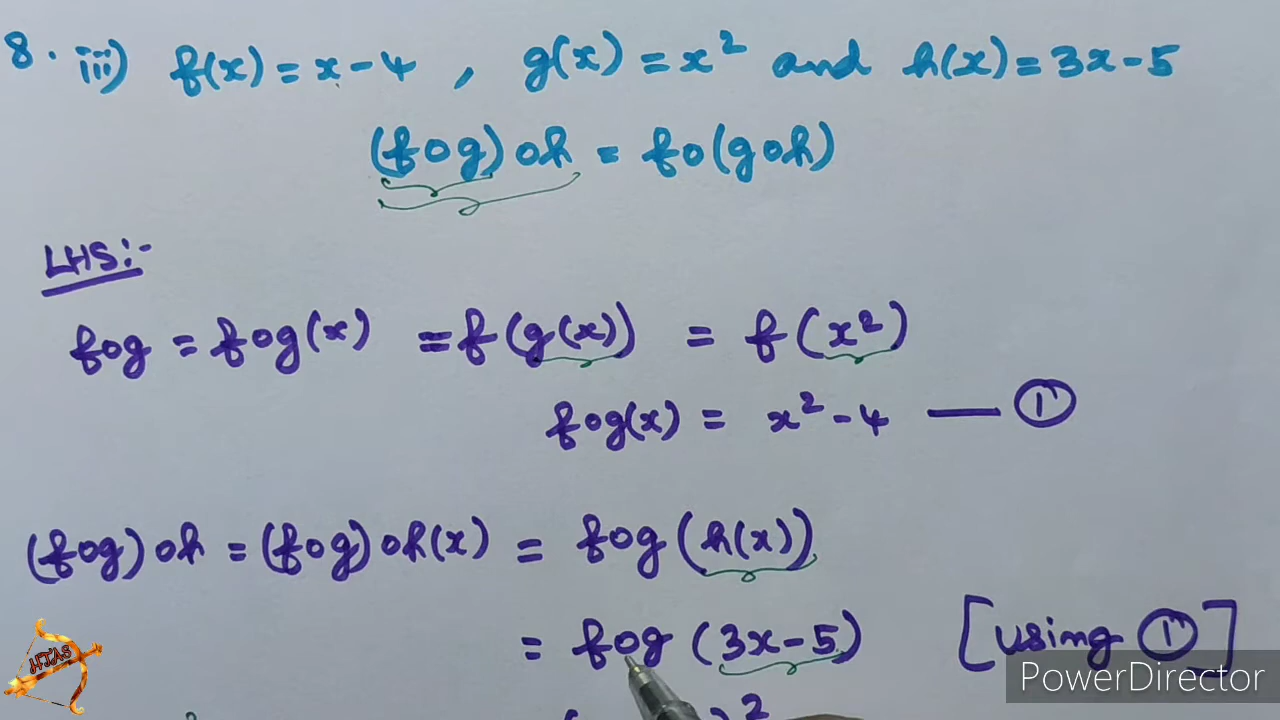 8. iii) f(x) = x - 4 , g(x) = x² and h(x) = 3x - 5
(fog) oh = fo(goh)
LHS:-
fog = fog(x) = f(g(x)) = f(x²)
fog(x) = x² - 4 — ①
(fog) oh = (fog) oh(x) = fog (h(x))
= fog (3x - 5) [using ①]
HTAS
PowerDirector